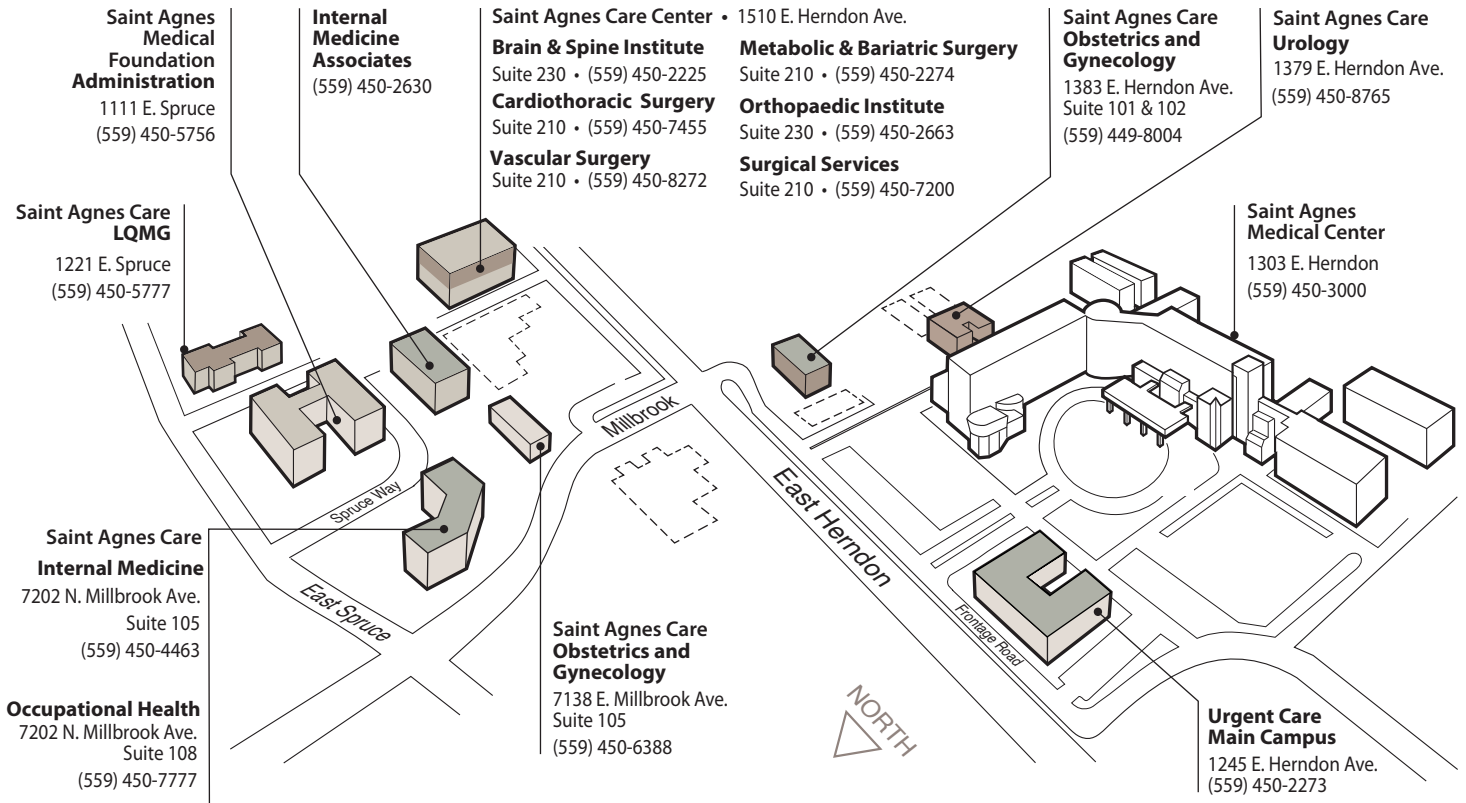 Saint Agnes
Medical
Foundation
Administration
1111 E. Spruce
(559) 450-5756
Internal
Medicine
Associates
(559) 450-2630
Saint Agnes Care Center • 1510 E. Herndon Ave.
Brain & Spine Institute
Suite 230 • (559) 450-2225
Cardiothoracic Surgery
Suite 210 • (559) 450-7455
Vascular Surgery
Suite 210 • (559) 450-8272
Metabolic & Bariatric Surgery
Suite 210 • (559) 450-2274
Orthopaedic Institute
Suite 230 • (559) 450-2663
Surgical Services
Suite 210 • (559) 450-7200
Saint Agnes Care
Obstetrics and
Gynecology
1383 E. Herndon Ave.
Suite 101 & 102
(559) 449-8004
Saint Agnes Care
Urology
1379 E. Herndon Ave.
(559) 450-8765
Saint Agnes Care
LQMG
1221 E. Spruce
(559) 450-5777
Saint Agnes
Medical Center
1303 E. Herndon
(559) 450-3000
Millbrook
Spruce Way
East Herndon
East Spruce
Frontage Road
Saint Agnes Care
Internal Medicine
7202 N. Millbrook Ave.
Suite 105
(559) 450-4463
Occupational Health
7202 N. Millbrook Ave.
Suite 108
(559) 450-7777
Saint Agnes Care
Obstetrics and
Gynecology
7138 E. Millbrook Ave.
Suite 105
(559) 450-6388
NORTH
Urgent Care
Main Campus
1245 E. Herndon Ave.
(559) 450-2273